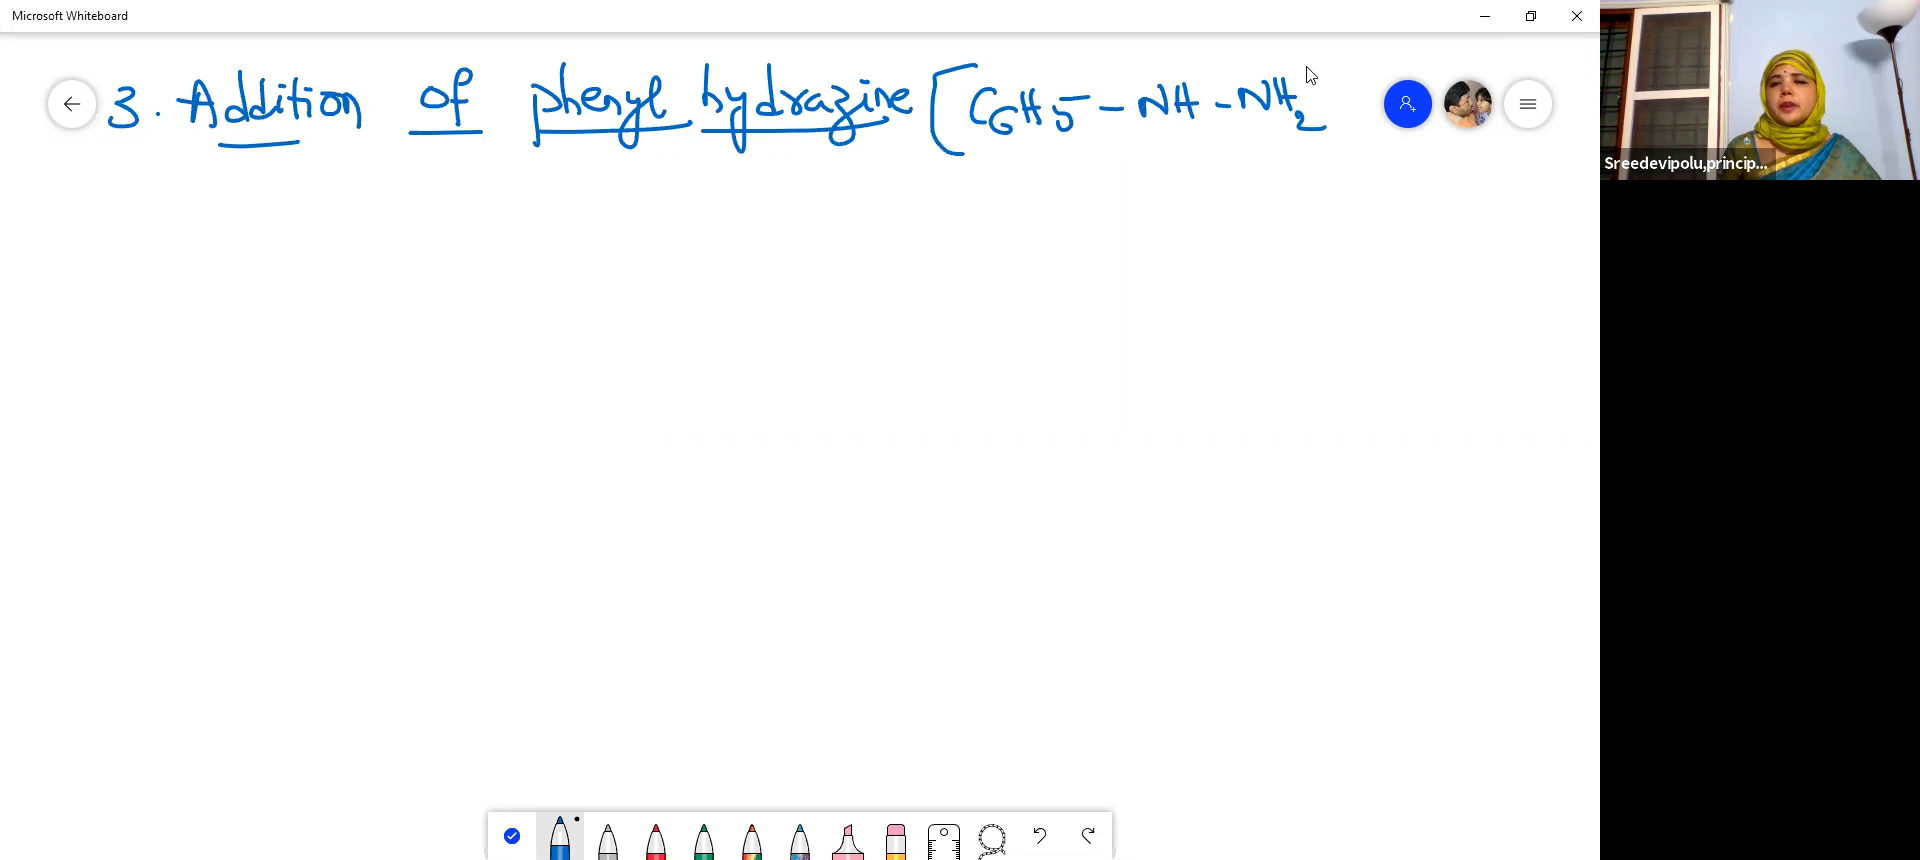 Microsoft Whiteboard
3. Addition of phenyl hydrazine [C6H5-NH-NH2
Sreedevipolu,princip...